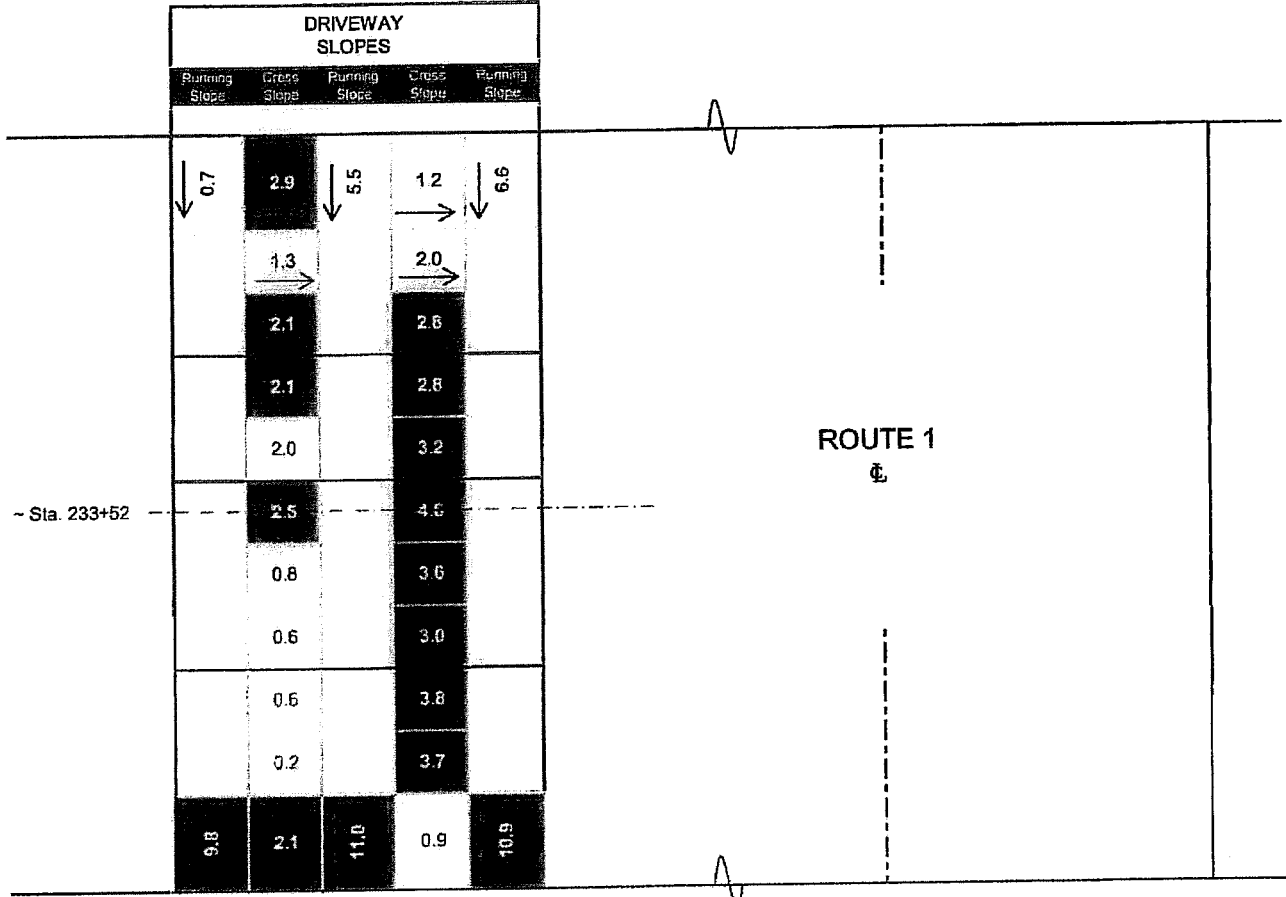 DRIVEWAY
SLOPES
Running Cross Running Cross Running
Slope Slope Slope Slope Slope
0.7 2.9 5.5 1.2 6.6
1.3 2.0
2.1 2.8
2.1 2.8
2.0 3.2
ROUTE 1
℄
~ Sta. 233+52 2.5
0.8 3.6
0.6 3.0
0.6 3.8
0.2 3.7
9.8 2.1 11.0 0.9 10.9